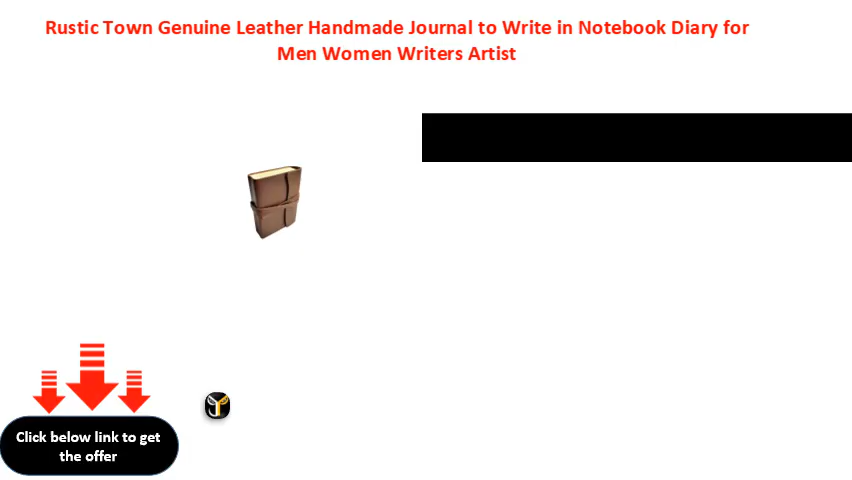 Rustic Town Genuine Leather Handmade Journal to Write in Notebook Diary for
Men Women Writers Artist
Click below link to get
the offer